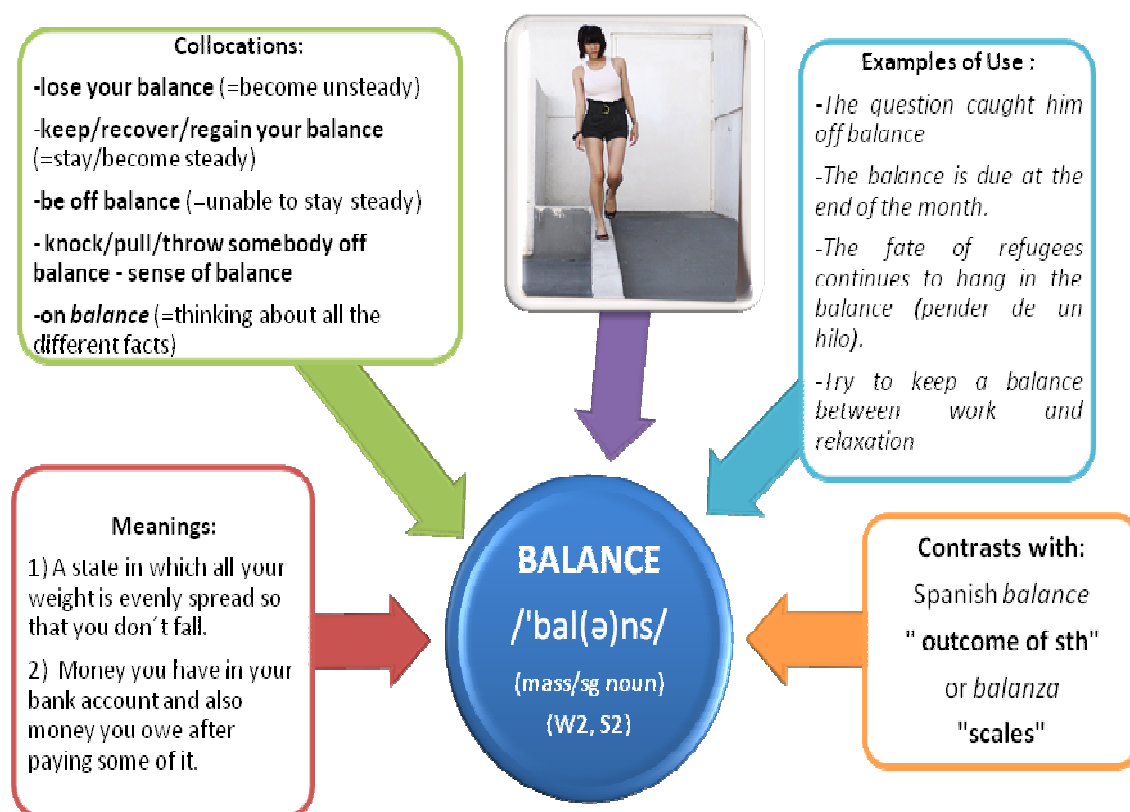 Collocations:
-lose your balance (=become unsteady)
-keep/recover/regain your balance
(=stay/become steady)
-be off balance (=unable to stay steady)
- knock/pull/throw somebody off
balance - sense of balance
-on balance (=thinking about all the
different facts)
Examples of Use :
-The question caught him
off balance
-The balance is due at the
end of the month.
-The fate of refugees
continues to hang in the
balance (pender de un
hilo).
-Try to keep a balance
between work and
relaxation
Meanings:
1) A state in which all your
weight is evenly spread so
that you don´t fall.
2) Money you have in your
bank account and also
money you owe after
paying some of it.
BALANCE
/'bal(ə)ns/
(mass/sg noun)
(W2, S2)
Contrasts with:
Spanish balance
" outcome of sth"
or balanza
"scales"